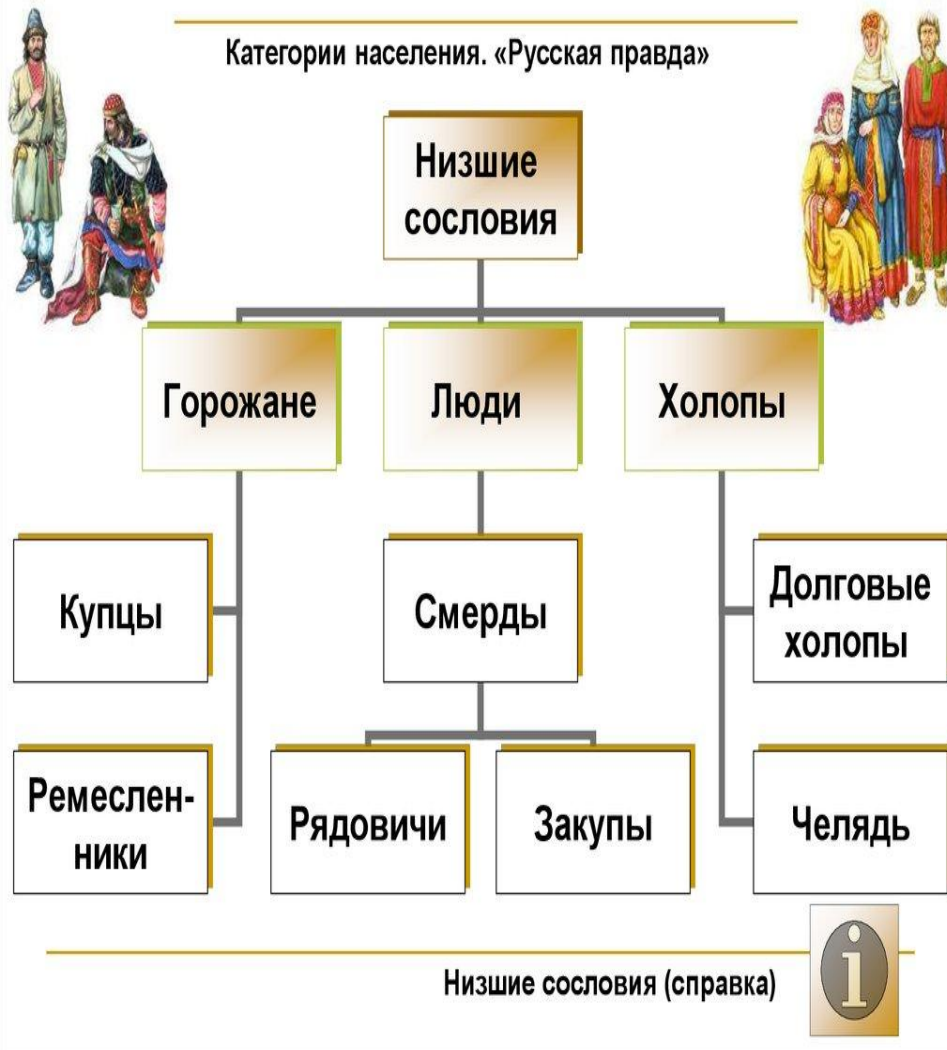 Категории населения. «Русская правда»
Низшие
сословия
Горожане
Люди
Холопы
Купцы
Смерды
Долговые
холопы
Ремеслен-
ники
Рядовичи
Закупы
Челядь
Низшие сословия (справка)
i